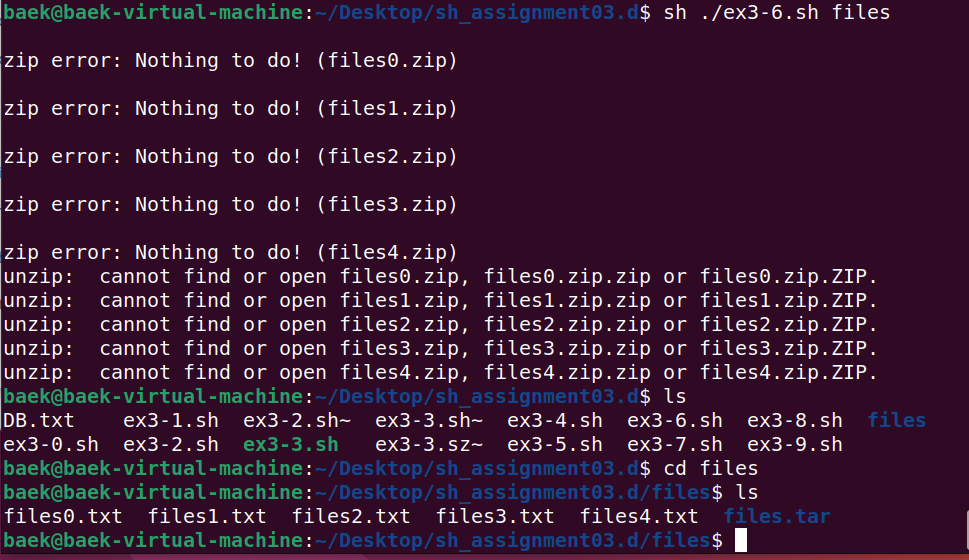 baek@baek-virtual-machine:~/Desktop/sh_assignment03.d$ sh ./ex3-6.sh files
zip error: Nothing to do! (files0.zip)
zip error: Nothing to do! (files1.zip)
zip error: Nothing to do! (files2.zip)
zip error: Nothing to do! (files3.zip)
zip error: Nothing to do! (files4.zip)
unzip:  cannot find or open files0.zip, files0.zip.zip or files0.zip.ZIP.
unzip:  cannot find or open files1.zip, files1.zip.zip or files1.zip.ZIP.
unzip:  cannot find or open files2.zip, files2.zip.zip or files2.zip.ZIP.
unzip:  cannot find or open files3.zip, files3.zip.zip or files3.zip.ZIP.
unzip:  cannot find or open files4.zip, files4.zip.zip or files4.zip.ZIP.
baek@baek-virtual-machine:~/Desktop/sh_assignment03.d$ ls
DB.txt    ex3-1.sh  ex3-2.sh~  ex3-3.sh~  ex3-4.sh  ex3-6.sh  ex3-8.sh  files
ex3-0.sh  ex3-2.sh  ex3-3.sh   ex3-3.sz~  ex3-5.sh  ex3-7.sh  ex3-9.sh
baek@baek-virtual-machine:~/Desktop/sh_assignment03.d$ cd files
baek@baek-virtual-machine:~/Desktop/sh_assignment03.d/files$ ls
files0.txt  files1.txt  files2.txt  files3.txt  files4.txt  files.tar
baek@baek-virtual-machine:~/Desktop/sh_assignment03.d/files$